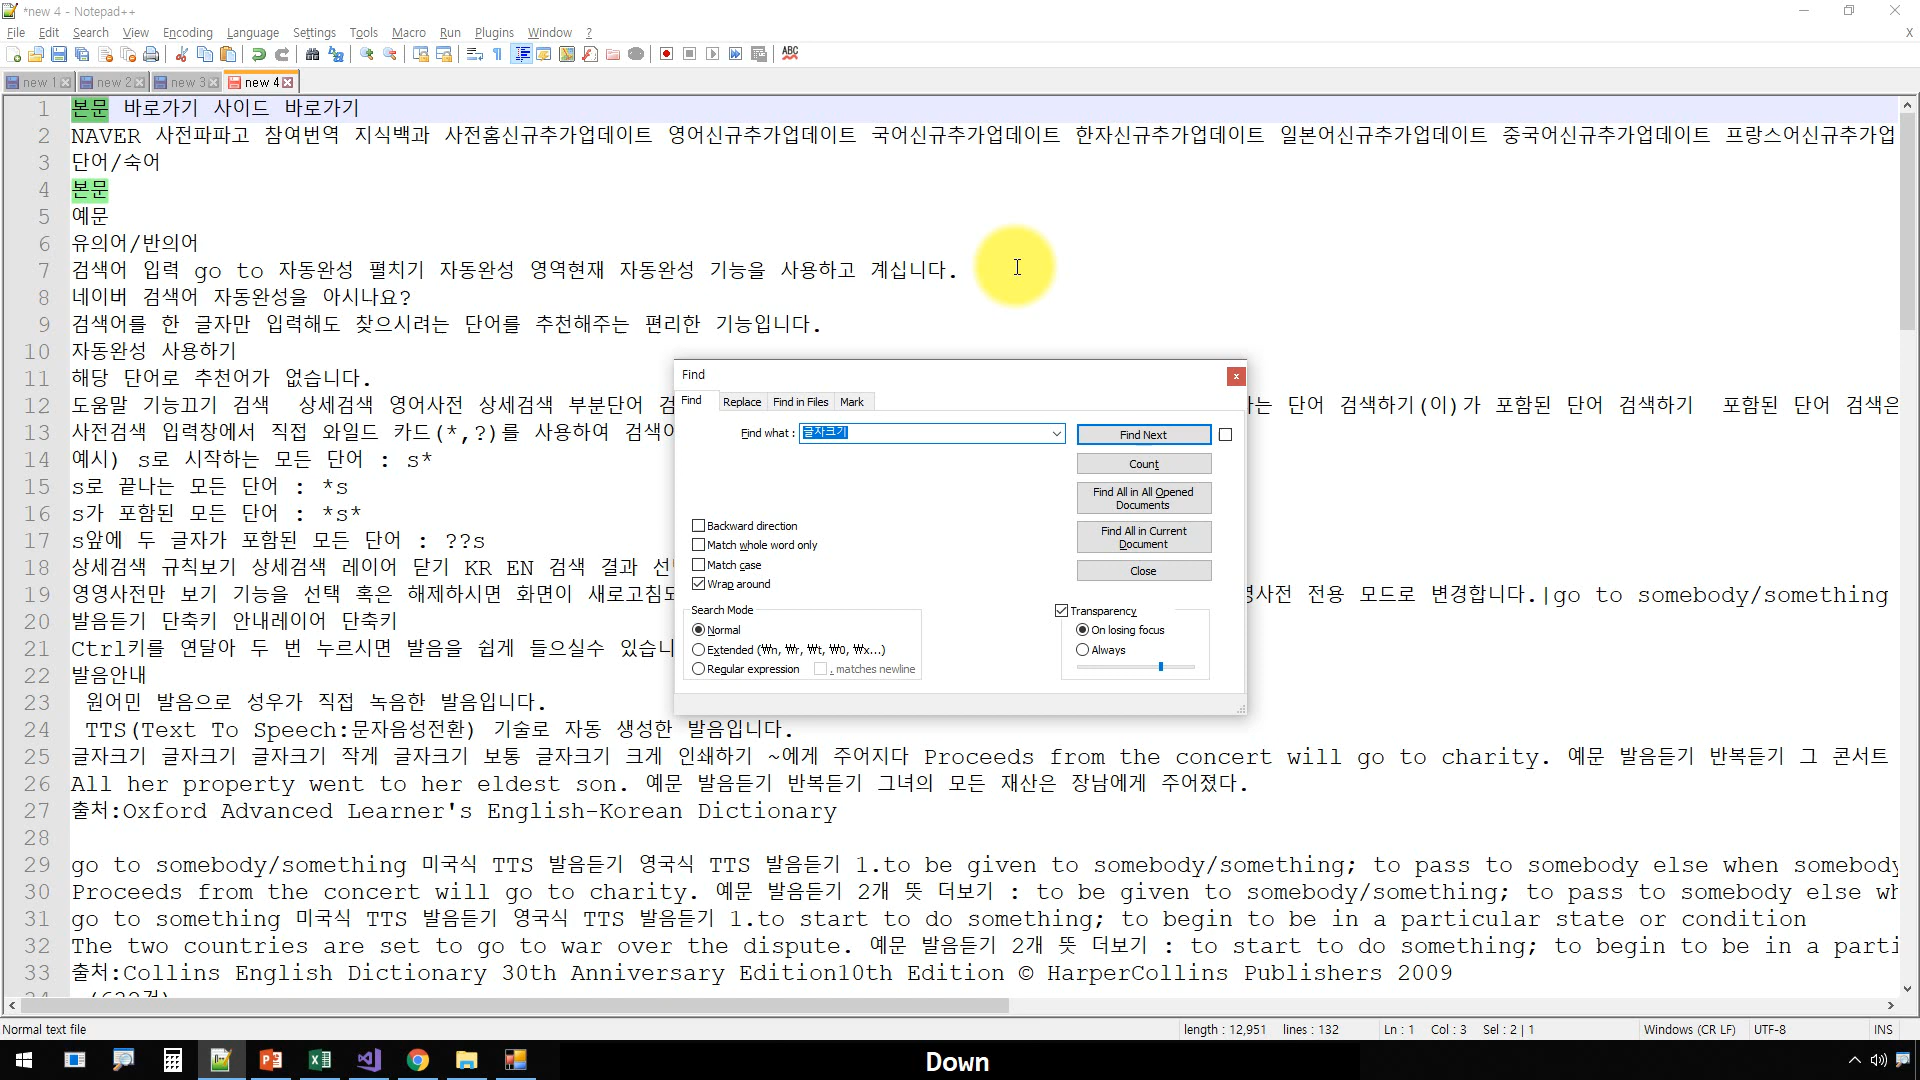 *new 4 - Notepad++
File Edit Search View Encoding Language Settings Tools Macro Run Plugins Window ? X
ABC
new 1 new 2 new 3 new 4
1 본문 바로가기 사이드 바로가기
2 NAVER 사전파파고 참여번역 지식백과 사전홈신규추가업데이트 영어신규추가업데이트 국어신규추가업데이트 한자신규추가업데이트 일본어신규추가업데이트 중국어신규추가업데이트 프랑스어신규추가업
3 단어/숙어
4 본문
5 예문
6 유의어/반의어
7 검색어 입력 go to 자동완성 펼치기 자동완성 영역현재 자동완성 기능을 사용하고 계십니다.
8 네이버 검색어 자동완성을 아시나요?
9 검색어를 한 글자만 입력해도 찾으시려는 단어를 추천해주는 편리한 기능입니다.
10 자동완성 사용하기
11 해당 단어로 추천어가 없습니다.
12 도움말 기능끄기 검색 상세검색 영어사전 상세검색 부분단어 검 는 단어 검색하기(이)가 포함된 단어 검색하기 포함된 단어 검색은
13 사전검색 입력창에서 직접 와일드 카드(*,?)를 사용하여 검색
14 예시) s로 시작하는 모든 단어 : s*
15 s로 끝나는 모든 단어 : *s
16 s가 포함된 모든 단어 : *s*
17 s앞에 두 글자가 포함된 모든 단어 : ??s
18 상세검색 규칙보기 상세검색 레이어 닫기 KR EN 검색 결과 선
19 영영사전만 보기 기능을 선택 혹은 해제하시면 화면이 새로고침 사전 전용 모드로 변경합니다.|go to somebody/something
20 발음듣기 단축키 안내레이어 단축키
21 Ctrl키를 연달아 두 번 누르시면 발음을 쉽게 들으실수 있습니
22 발음안내
23 원어민 발음으로 성우가 직접 녹음한 발음입니다.
24 TTS(Text To Speech:문자음성전환) 기술로 자동 생성한 발음입니다.
25 글자크기 글자크기 글자크기 작게 글자크기 보통 글자크기 크게 인쇄하기 ~에게 주어지다 Proceeds from the concert will go to charity. 예문 발음듣기 반복듣기 그 콘서트
26 All her property went to her eldest son. 예문 발음듣기 반복듣기 그녀의 모든 재산은 장남에게 주어졌다.
27 출처:Oxford Advanced Learner's English-Korean Dictionary
28
29 go to somebody/something 미국식 TTS 발음듣기 영국식 TTS 발음듣기 1.to be given to somebody/something; to pass to somebody else when somebody
30 Proceeds from the concert will go to charity. 예문 발음듣기 2개 뜻 더보기 : to be given to somebody/something; to pass to somebody else wh
31 go to something 미국식 TTS 발음듣기 영국식 TTS 발음듣기 1.to start to do something; to begin to be in a particular state or condition
32 The two countries are set to go to war over the dispute. 예문 발음듣기 2개 뜻 더보기 : to start to do something; to begin to be in a parti
33 출처:Collins English Dictionary 30th Anniversary Edition10th Edition © HarperCollins Publishers 2009
Find
Find Replace Find in Files Mark
Find what : 글자크기
Find Next
Count
Find All in All Opened Documents
Find All in Current Document
Close
Backward direction
Match whole word only
Match case
Wrap around
Search Mode
Normal
Extended (₩n, ₩r, ₩t, ₩0, ₩x...)
Regular expression . matches newline
Transparency
On losing focus
Always
Normal text file length : 12,951 lines : 132 Ln : 1 Col : 3 Sel : 2 | 1 Windows (CR LF) UTF-8 INS
Down